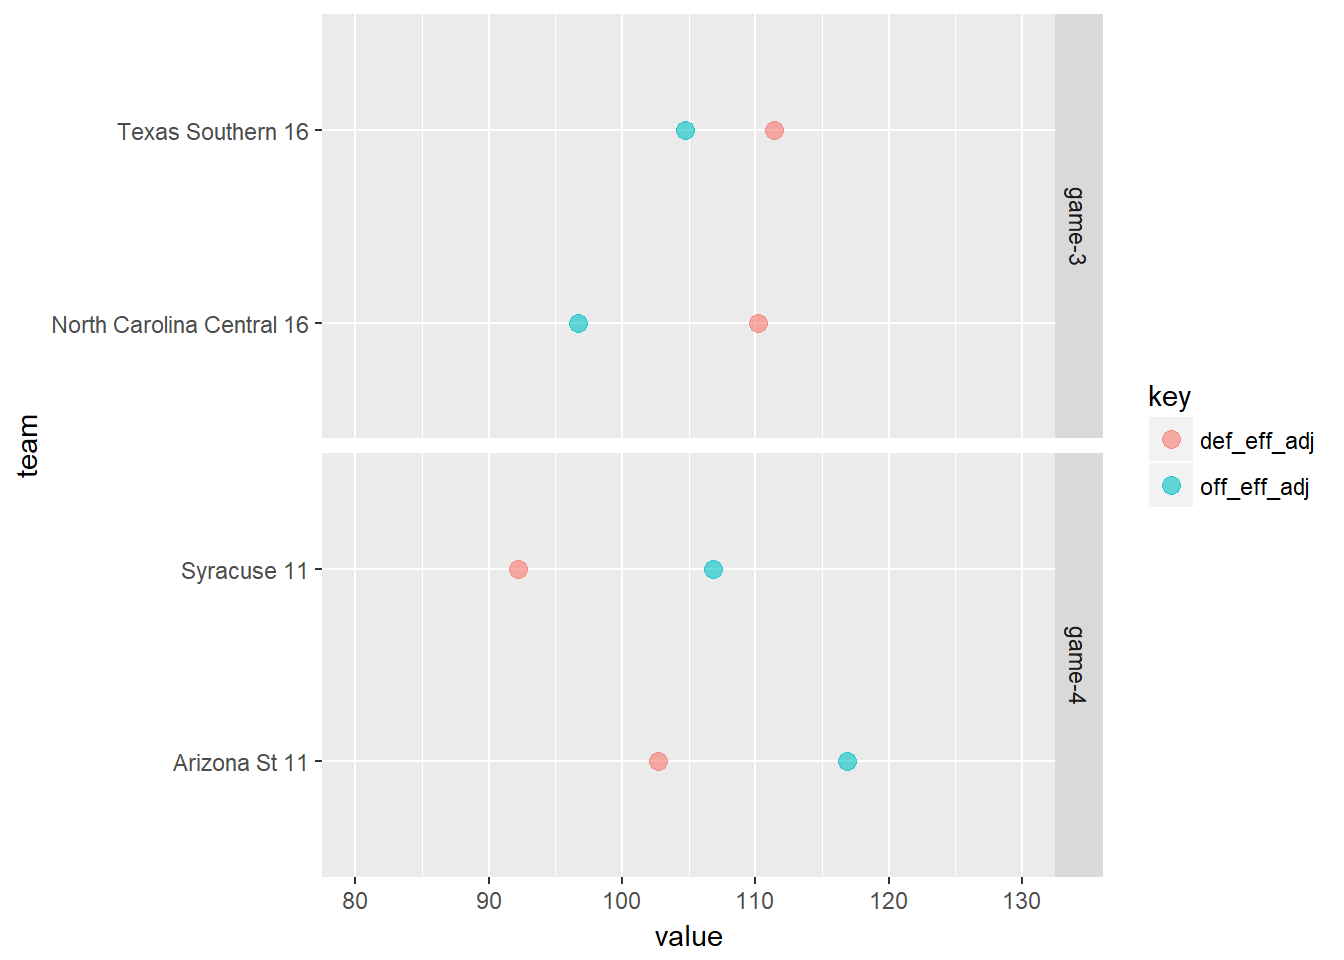 Texas Southern 16
North Carolina Central 16
game-3
Syracuse 11
Arizona St 11
game-4
team
80 90 100 110 120 130
value
key
def_eff_adj
off_eff_adj